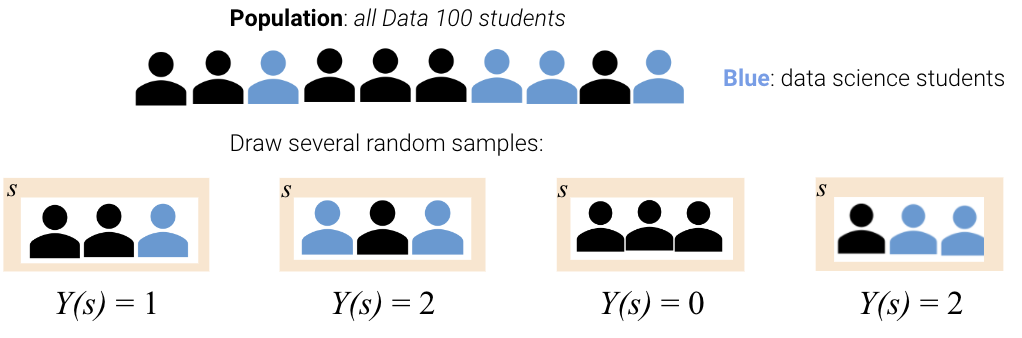 Population: all Data 100 students
Blue: data science students
Draw several random samples:
s
s
s
s
Y(s) = 1
Y(s) = 2
Y(s) = 0
Y(s) = 2